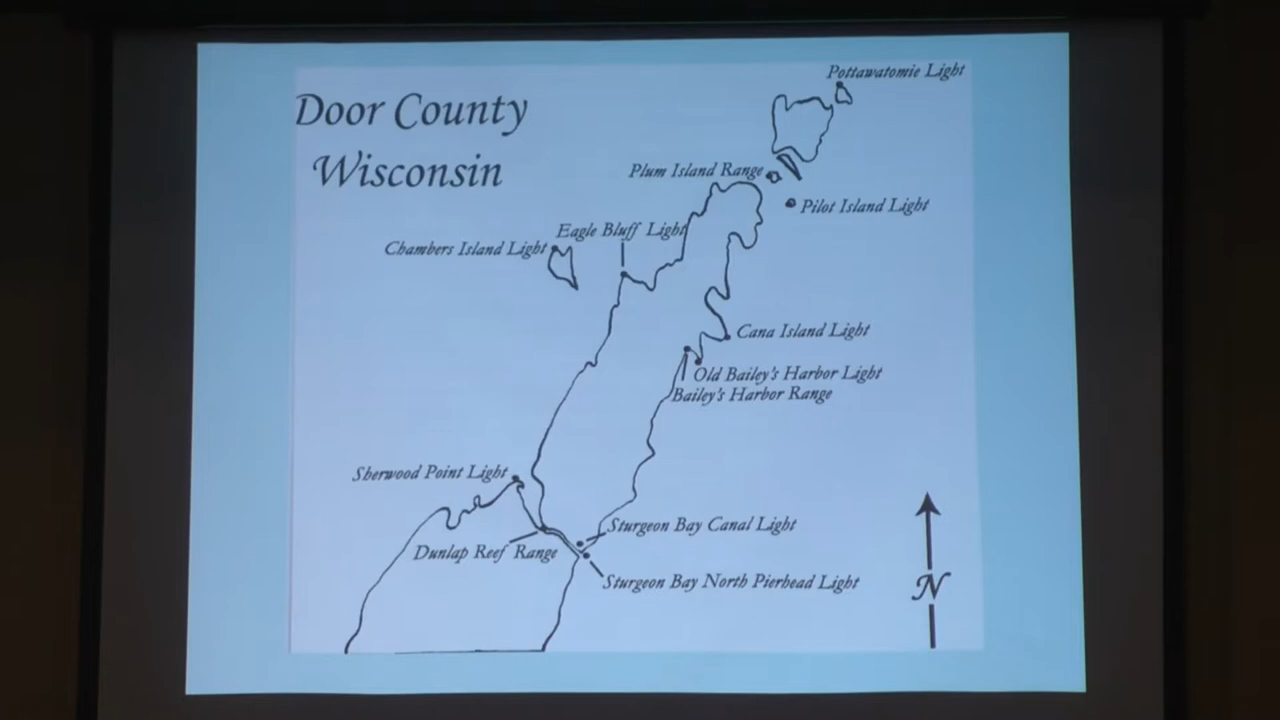 Door County
Wisconsin
Pottawatomie Light
Plum Island Range
Pilot Island Light
Eagle Bluff Light
Chambers Island Light
Cana Island Light
Old Bailey's Harbor Light
Bailey's Harbor Range
Sherwood Point Light
Sturgeon Bay Canal Light
Dunlap Reef Range
Sturgeon Bay North Pierhead Light
N